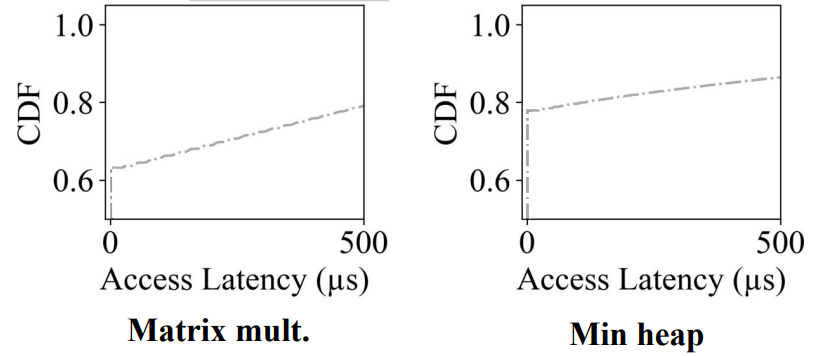 1.0
0.8
0.6
CDF
0
500
Access Latency (µs)
Matrix mult.
1.0
0.8
0.6
CDF
0
500
Access Latency (µs)
Min heap